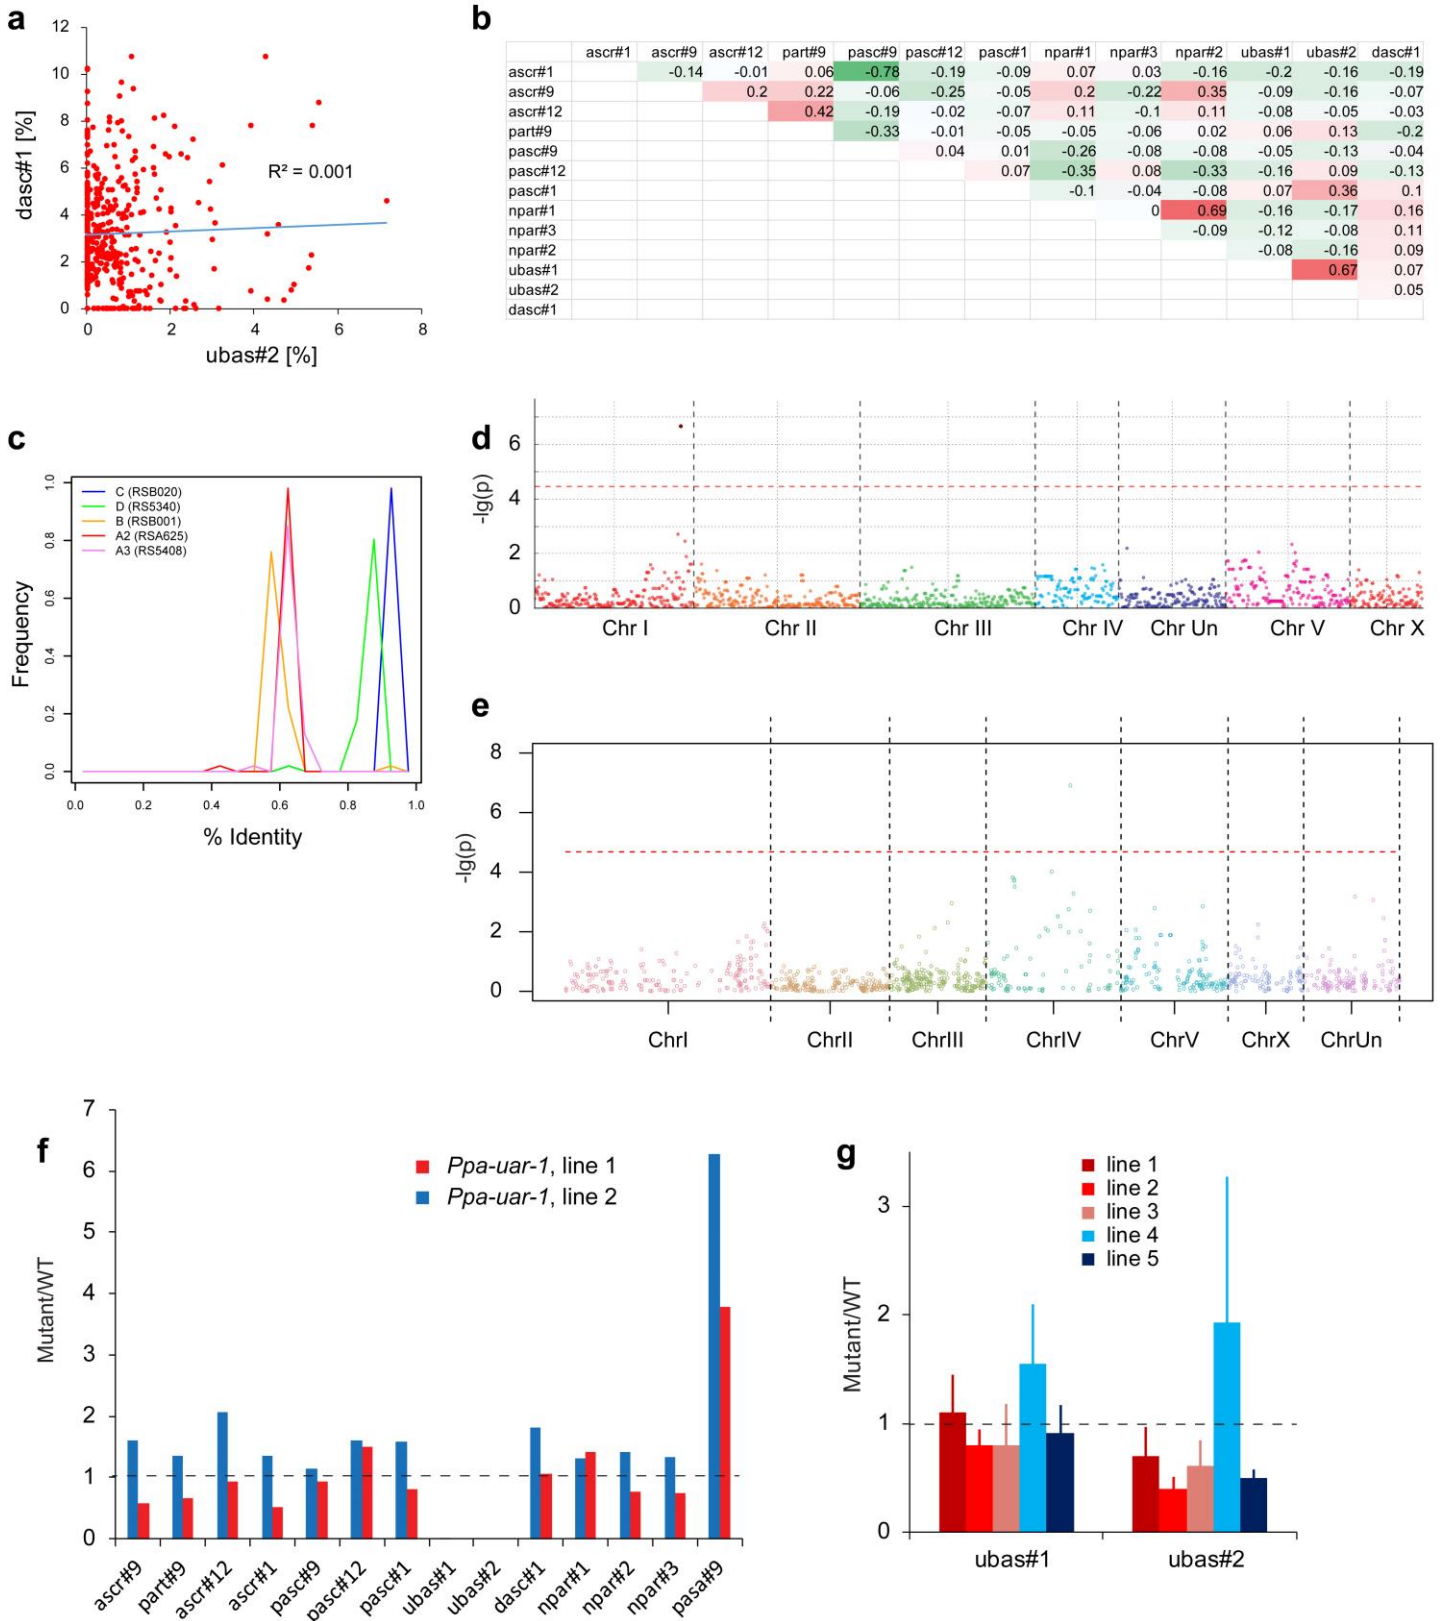 a
12
10
8
6
4
2
0
dasc#1 [%]
R² = 0.001
0 2 4 6 8
ubas#2 [%]
b
ascr#1 ascr#9 ascr#12 part#9 pasc#9 pasc#12 pasc#1 npar#1 npar#3 npar#2 ubas#1 ubas#2 dasc#1
ascr#1 -0.14 -0.01 0.06 -0.78 -0.19 -0.09 0.07 0.03 -0.16 -0.2 -0.16 -0.19
ascr#9 0.2 0.22 -0.06 -0.25 -0.05 0.2 -0.22 0.35 -0.09 -0.16 -0.07
ascr#12 0.42 -0.19 -0.02 -0.07 0.11 -0.1 0.11 -0.08 -0.05 -0.03
part#9 -0.33 -0.01 -0.05 -0.05 -0.06 0.02 0.06 0.13 -0.2
pasc#9 0.04 0.01 -0.26 -0.08 -0.08 -0.05 -0.13 -0.04
pasc#12 0.07 -0.35 0.08 -0.33 -0.16 0.09 -0.13
pasc#1 -0.1 -0.04 -0.08 0.07 0.36 0.1
npar#1 0 0.69 -0.16 -0.17 0.16
npar#3 -0.09 -0.12 -0.08 0.11
npar#2 -0.08 -0.16 0.09
ubas#1 0.67 0.07
ubas#2 0.05
dasc#1
c
1.0
0.8
0.6
0.4
0.2
0.0
Frequency
C (RSB020)
D (RS5340)
B (RSB001)
A2 (RSA625)
A3 (RS5408)
0.0 0.2 0.4 0.6 0.8 1.0
% Identity
d
6
4
2
0
-lg(p)
Chr I Chr II Chr III Chr IV Chr Un Chr V Chr X
e
8
6
4
2
0
-lg(p)
ChrI ChrII ChrIII ChrIV ChrV ChrX ChrUn
f
7
6
5
4
3
2
1
0
Mutant/WT
Ppa-uar-1, line 1
Ppa-uar-1, line 2
ascr#9 part#9 ascr#12 ascr#1 pasc#9 pasc#12 pasc#1 ubas#1 ubas#2 dasc#1 npar#1 npar#2 npar#3 pasa#9
g
3
2
1
0
Mutant/WT
line 1
line 2
line 3
line 4
line 5
ubas#1 ubas#2